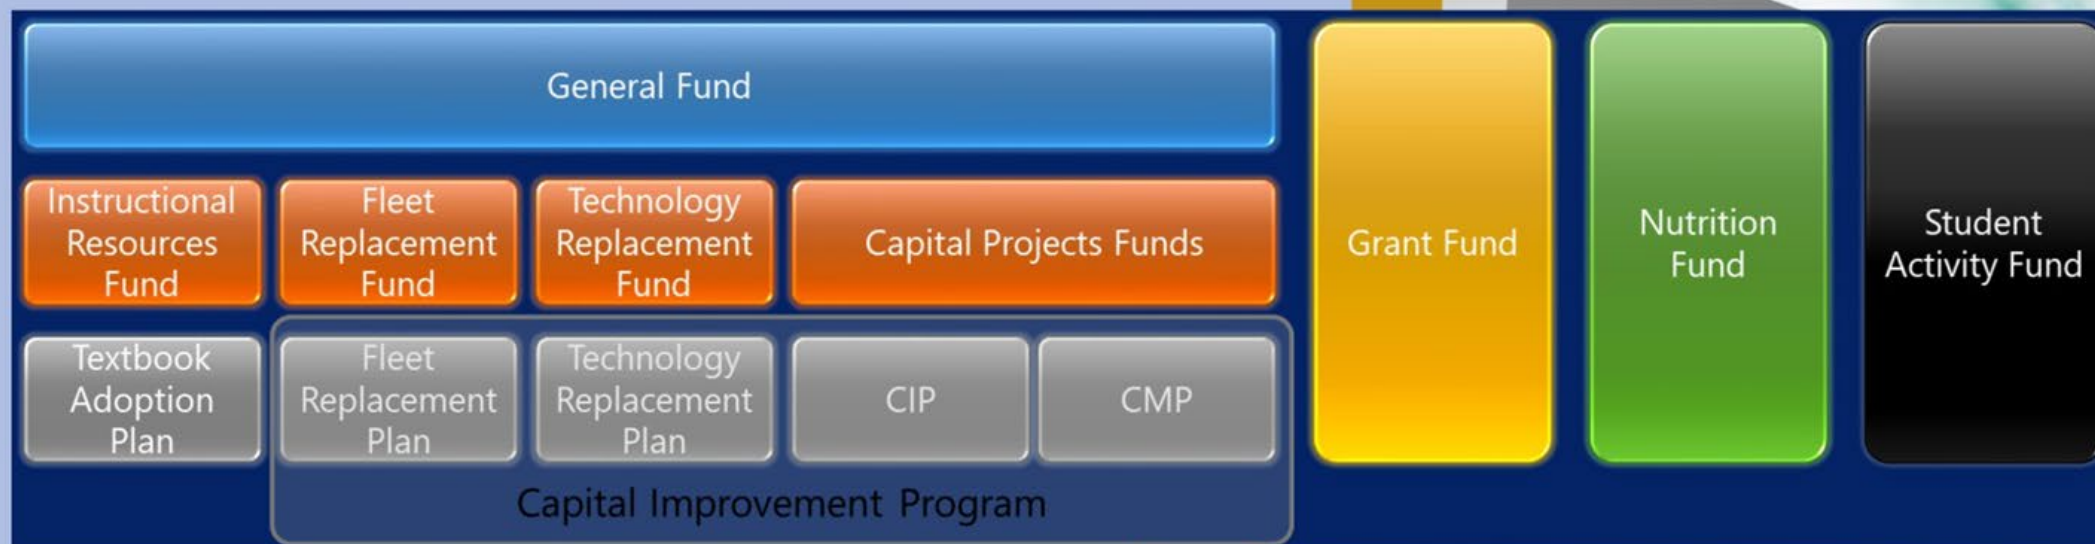 General Fund
Instructional
Resources
Fund
Fleet
Replacement
Fund
Technology
Replacement
Fund
Capital Projects Funds
Textbook
Adoption
Plan
Fleet
Replacement
Plan
Technology
Replacement
Plan
CIP
CMP
Capital Improvement Program
Grant Fund
Nutrition
Fund
Student
Activity Fund